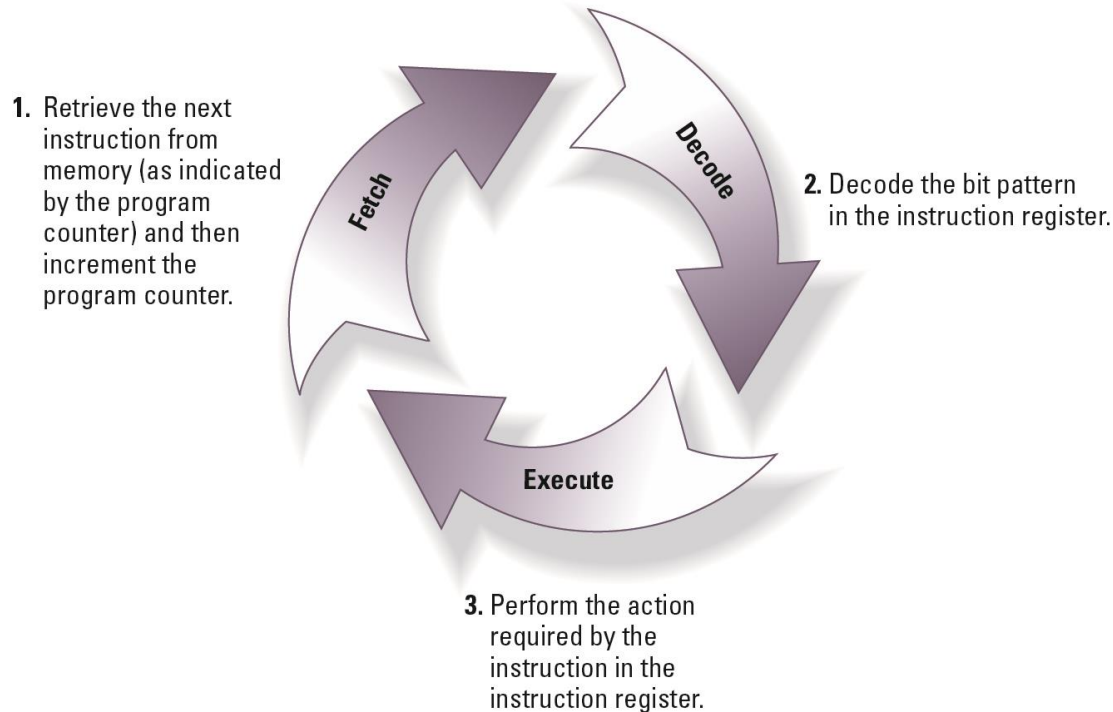 1. Retrieve the next
instruction from
memory (as indicated
by the program
counter) and then
increment the
program counter.
Fetch
Decode
2. Decode the bit pattern
in the instruction register.
Execute
3. Perform the action
required by the
instruction in the
instruction register.